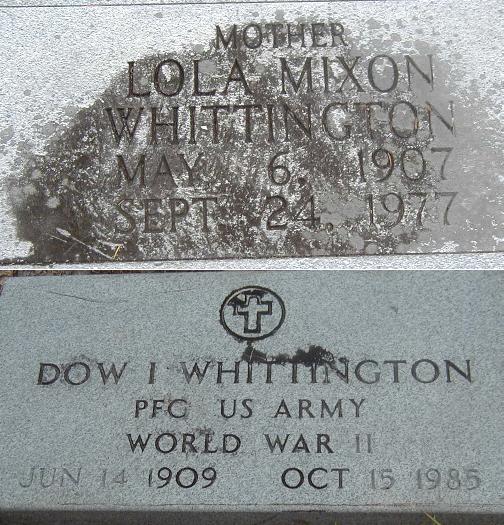 MOTHER
LOLA MIXON
WHITTINGTON
MAY 6, 1907
SEPT. 24, 1977
DOW I WHITTINGTON
PFC US ARMY
WORLD WAR II
JUN 14 1909 OCT 15 1985